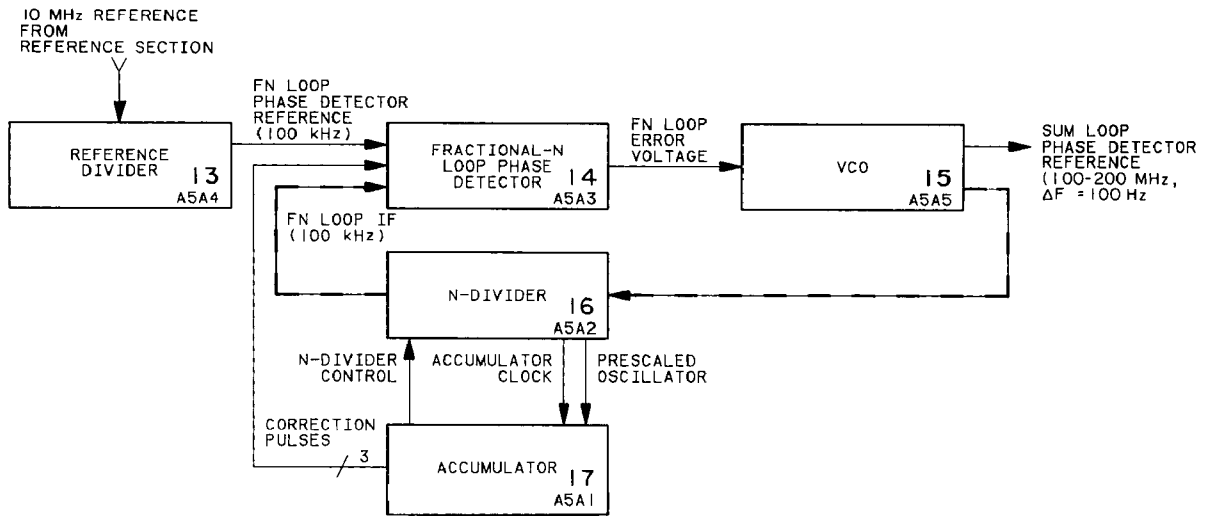 10 MHz REFERENCE
FROM
REFERENCE SECTION
FN LOOP
PHASE DETECTOR
REFERENCE
(100 kHz)
REFERENCE
DIVIDER
13
A5A4
FRACTIONAL-N
LOOP PHASE
DETECTOR
14
A5A3
FN LOOP
ERROR
VOLTAGE
VCO
15
A5A5
SUM LOOP
PHASE DETECTOR
REFERENCE
(100-200 MHz,
ΔF = 100 Hz
FN LOOP IF
(100 kHz)
N-DIVIDER
16
A5A2
N-DIVIDER
CONTROL
ACCUMULATOR
CLOCK
PRESCALED
OSCILLATOR
CORRECTION
PULSES
3
ACCUMULATOR
17
A5A1